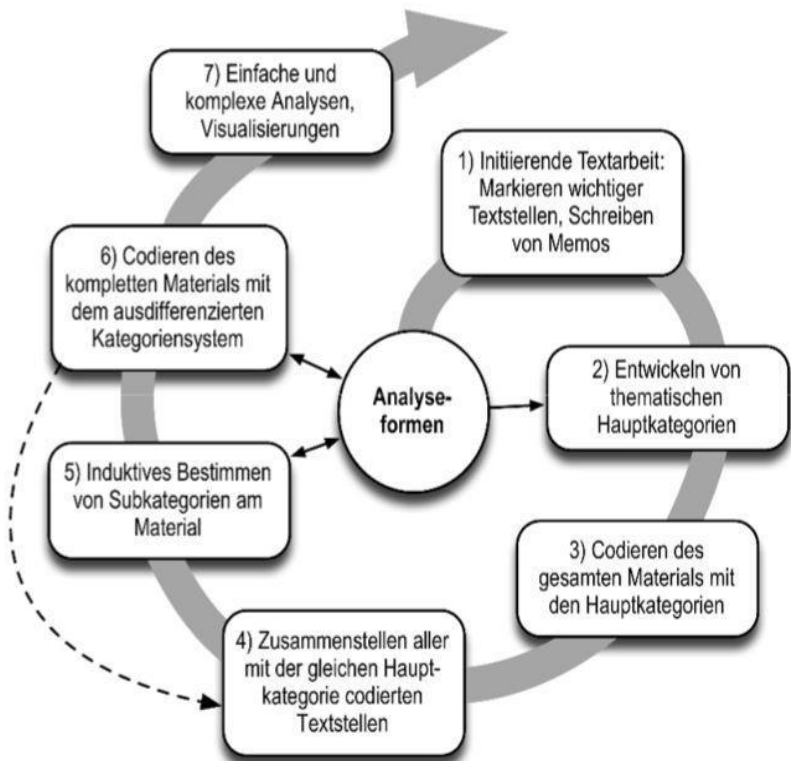 7) Einfache und
komplexe Analysen,
Visualisierungen
1) Initiierende Textarbeit:
Markieren wichtiger
Textstellen, Schreiben
von Memos
6) Codieren des
kompletten Materials mit
dem ausdifferenzierten
Kategoriensystem
Analyse-
formen
2) Entwickeln von
thematischen
Hauptkategorien
5) Induktives Bestimmen
von Subkategorien am
Material
3) Codieren des
gesamten Materials mit
den Hauptkategorien
4) Zusammenstellen aller
mit der gleichen Haupt-
kategorie codierten
Textstellen